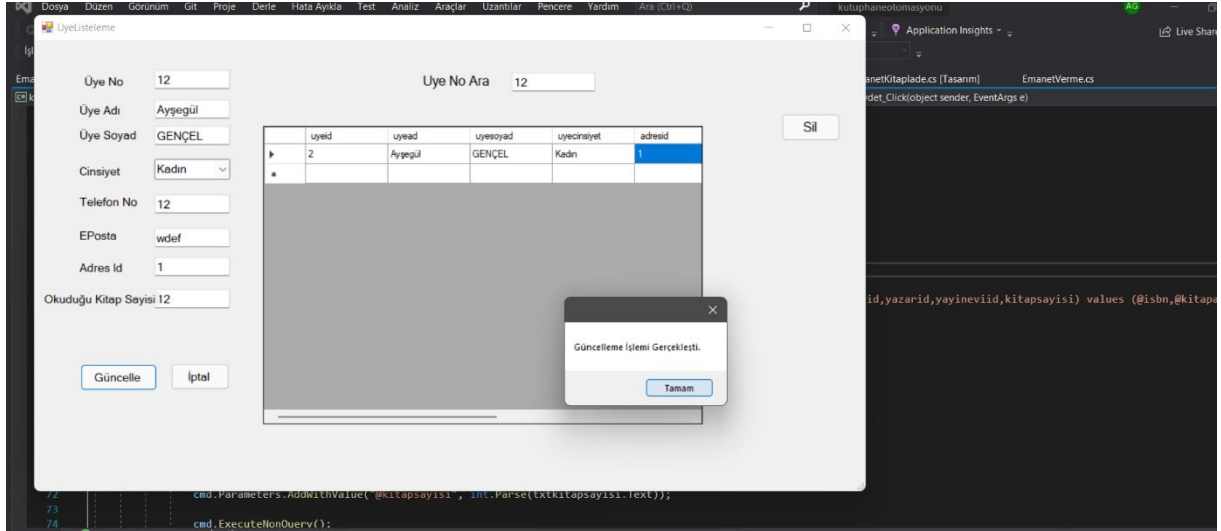 Dosya Düzen Görünüm Git Proje Derle Hata Ayıkla Test Analiz Araçlar Uzantılar Pencere Yardım Ara (Ctrl+Q) kutuphaneotomasyonu AG
UyeListeleme
Application Insights
Live Share
Üye No 12
Uye No Ara 12
anetKitaplade.cs [Tasarım] EmanetVerme.cs
det_Click(object sender, EventArgs e)
Üye Adı Ayşegül
Sil
Üye Soyad GENÇEL
uyeid uyead uyesoyad uyecinsiyet adresid
2 Ayşegül GENÇEL Kadın 1
Cinsiyet Kadın
Telefon No 12
EPosta wdef
Adres Id 1
Okuduğu Kitap Sayisi 12
id,yazarid,yayineviid,kitapsayisi) values (@isbn,@kitapa
Güncelleme İşlemi Gerçekleşti.
Tamam
Güncelle İptal
72 cmd.Parameters.AddWithValue("@kitapsayisi", int.Parse(txtkitapsayisi.Text));
73
74 cmd.ExecuteNonQuery();